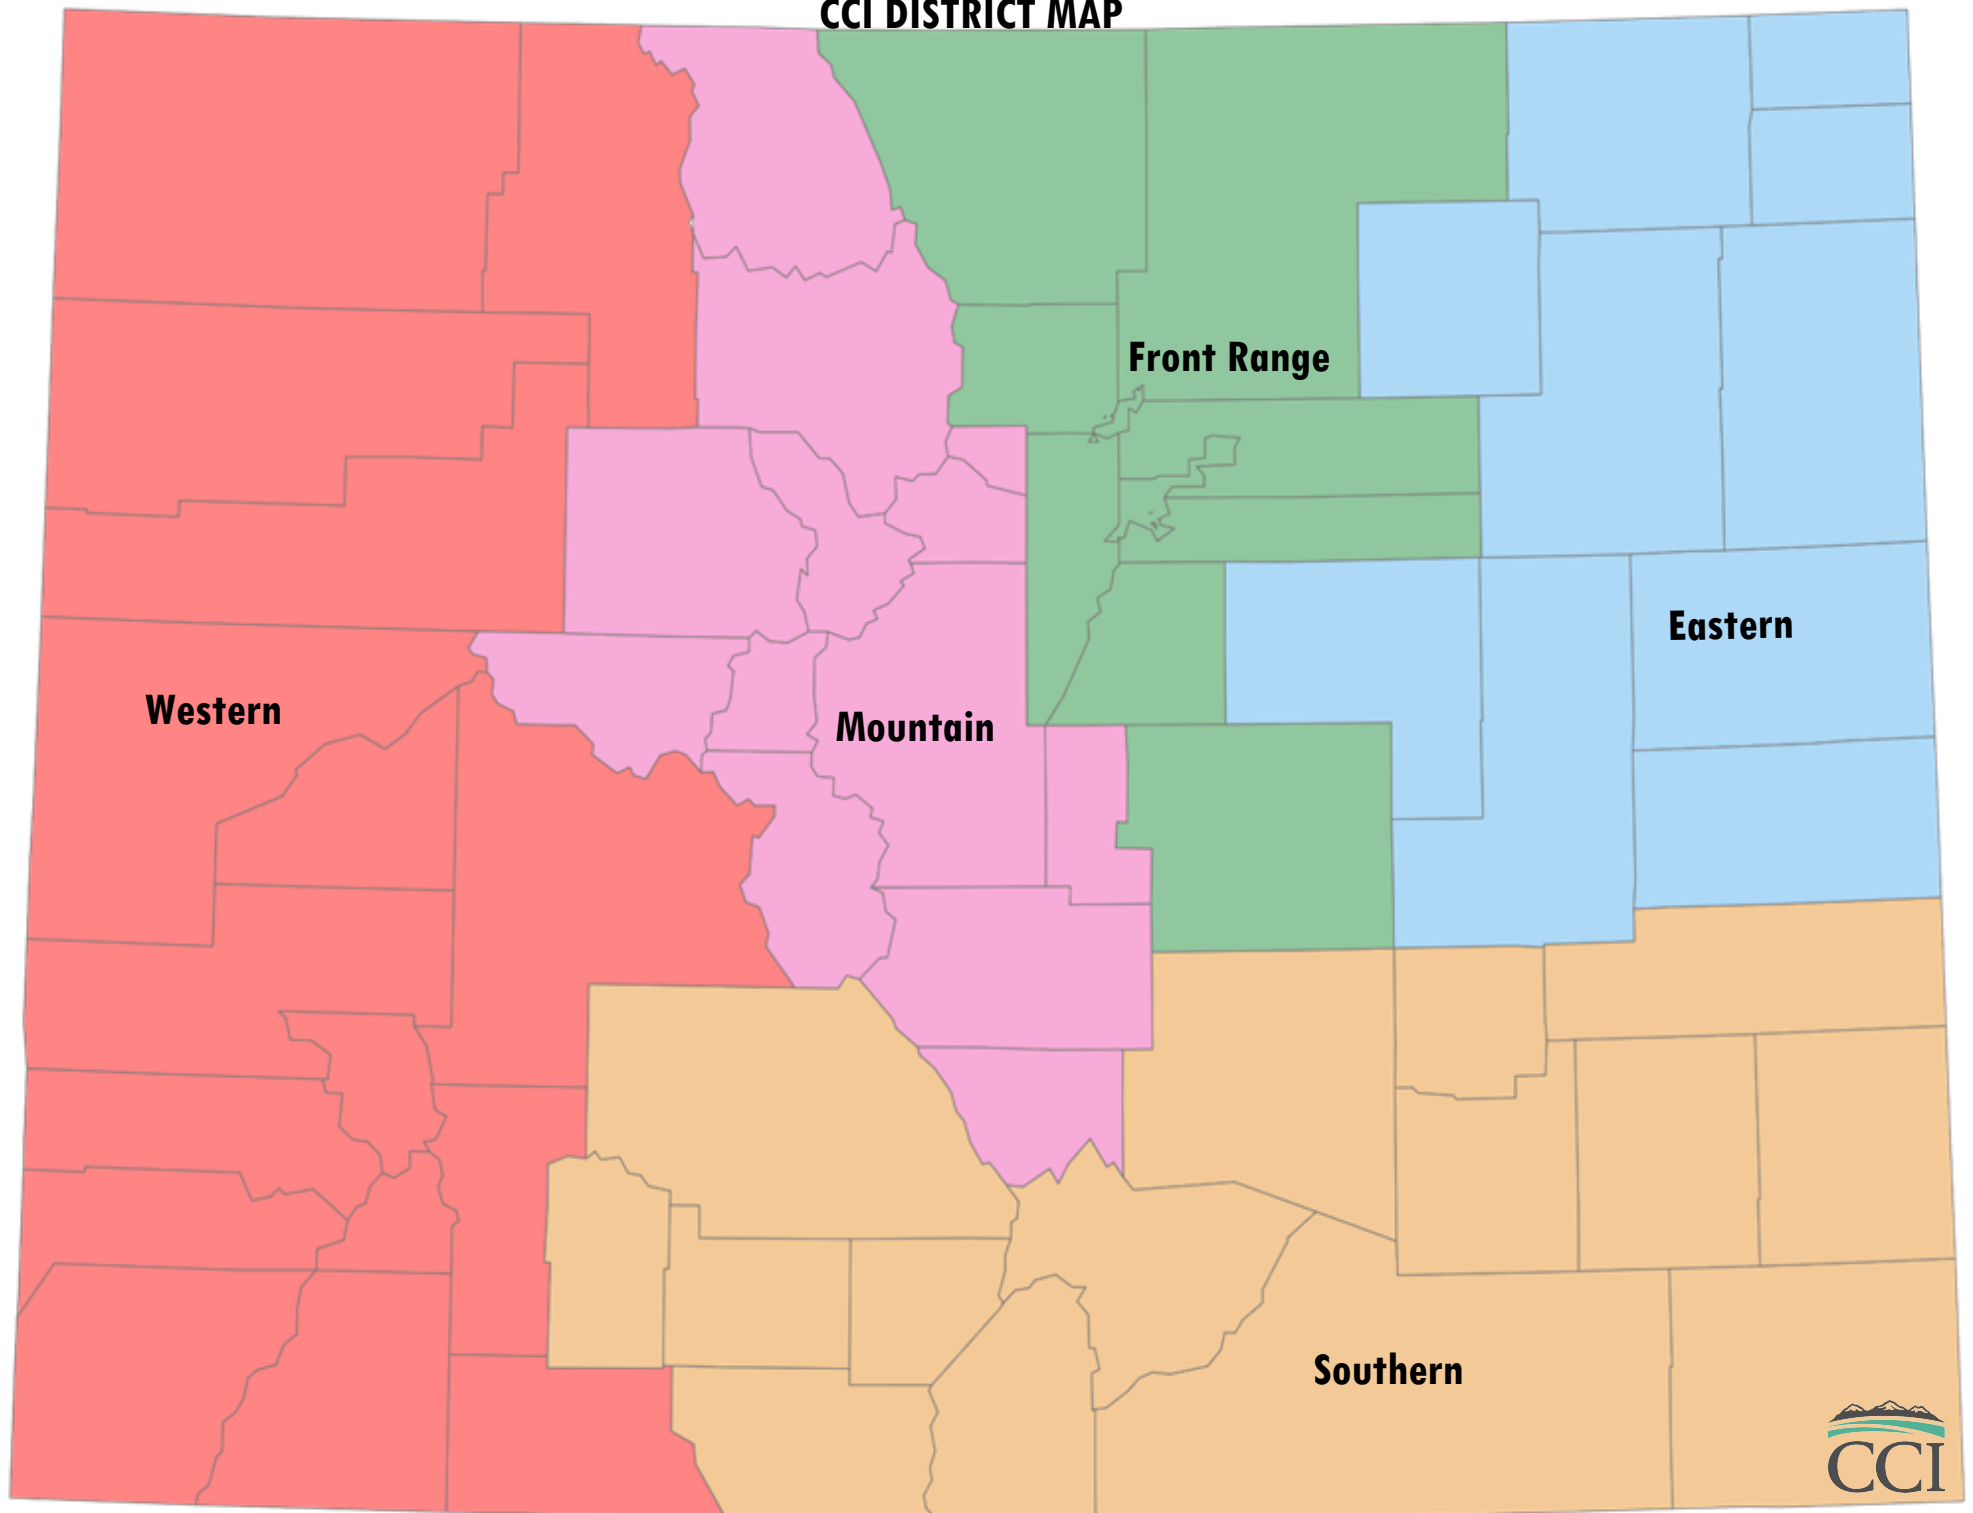 CCI DISTRICT MAP
Front Range
Eastern
Western
Mountain
Southern
CCI